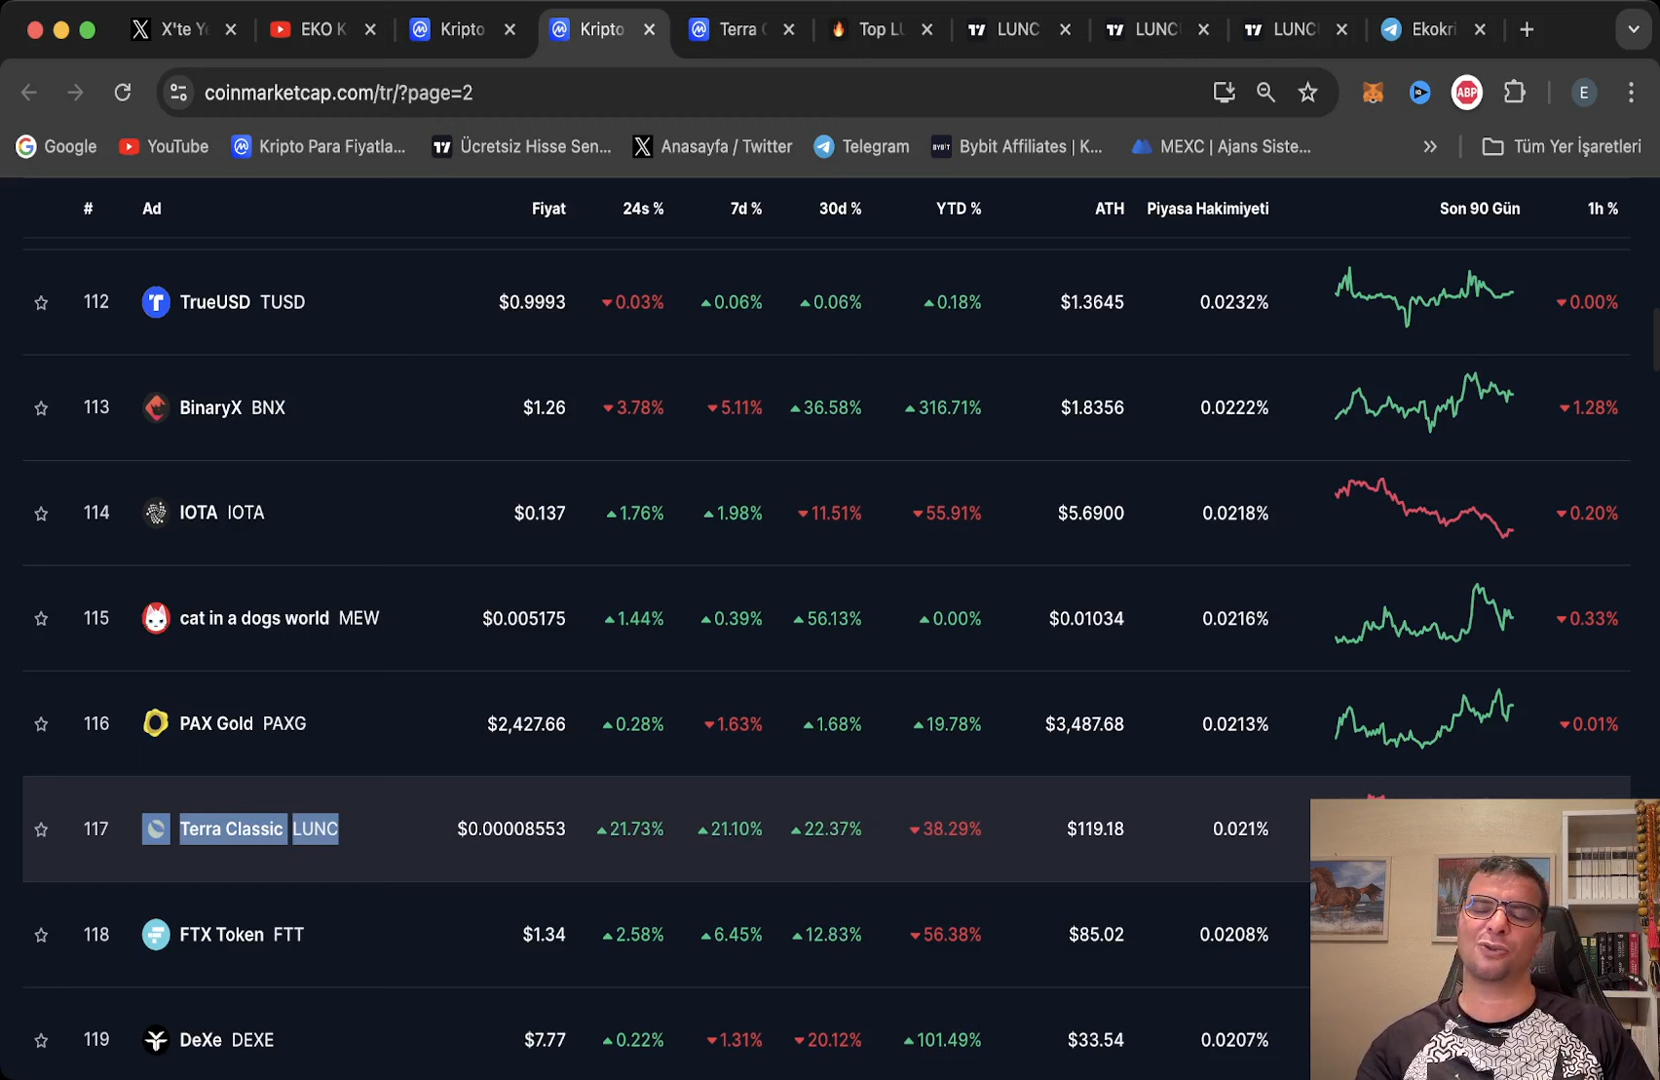 X'te Ye
EKO K
Kripto
Kripto
Terra C
Top LU
LUNC
LUNC
LUNC
Ekokri
coinmarketcap.com/tr/?page=2
ABP
E
Google
YouTube
Kripto Para Fiyatla...
Ücretsiz Hisse Sen...
Anasayfa / Twitter
Telegram
BYBIT
Bybit Affiliates | K...
MEXC | Ajans Siste...
Tüm Yer İşaretleri
# Ad Fiyat 24s % 7d % 30d % YTD % ATH Piyasa Hakimiyeti Son 90 Gün 1h %
112 TrueUSD TUSD $0.9993 0.03% 0.06% 0.06% 0.18% $1.3645 0.0232% 0.00%
113 BinaryX BNX $1.26 3.78% 5.11% 36.58% 316.71% $1.8356 0.0222% 1.28%
114 IOTA IOTA $0.137 1.76% 1.98% 11.51% 55.91% $5.6900 0.0218% 0.20%
115 cat in a dogs world MEW $0.005175 1.44% 0.39% 56.13% 0.00% $0.01034 0.0216% 0.33%
116 PAX Gold PAXG $2,427.66 0.28% 1.63% 1.68% 19.78% $3,487.68 0.0213% 0.01%
117 Terra Classic LUNC $0.00008553 21.73% 21.10% 22.37% 38.29% $119.18 0.021%
118 FTX Token FTT $1.34 2.58% 6.45% 12.83% 56.38% $85.02 0.0208%
119 DeXe DEXE $7.77 0.22% 1.31% 20.12% 101.49% $33.54 0.0207%